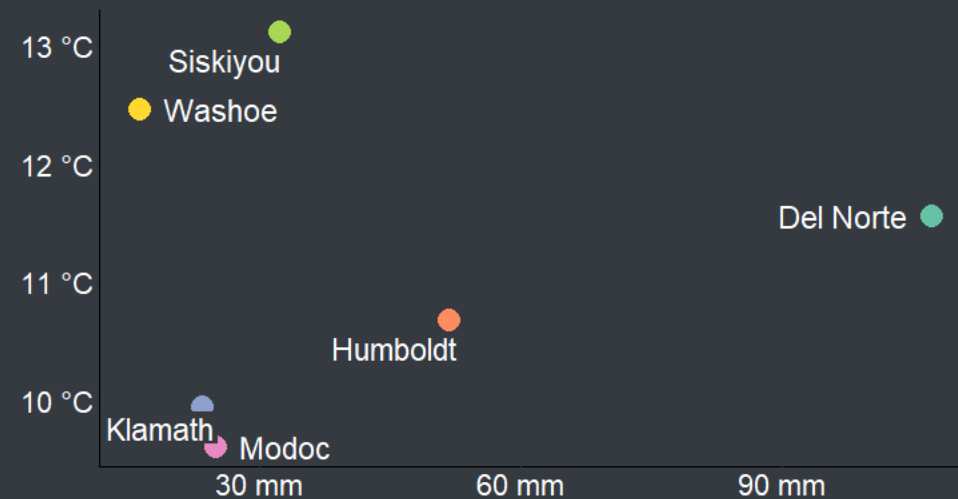 13 °C
Siskiyou
Washoe
12 °C
Del Norte
11 °C
Humboldt
10 °C
Klamath
Modoc
30 mm 60 mm 90 mm